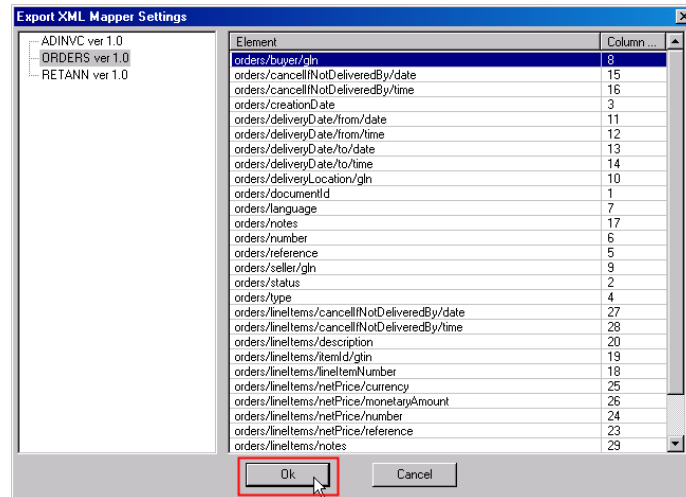 Export XML Mapper Settings
ADINVC ver 1.0
ORDERS ver 1.0
RETANN ver 1.0
Element Column ...
orders/buyer/gln 8
orders/cancelIfNotDeliveredBy/date 15
orders/cancelIfNotDeliveredBy/time 16
orders/creationDate 3
orders/deliveryDate/from/date 11
orders/deliveryDate/from/time 12
orders/deliveryDate/to/date 13
orders/deliveryDate/to/time 14
orders/deliveryLocation/gln 10
orders/documentId 1
orders/language 7
orders/notes 17
orders/number 6
orders/reference 5
orders/seller/gln 9
orders/status 2
orders/type 4
orders/lineItems/cancelIfNotDeliveredBy/date 27
orders/lineItems/cancelIfNotDeliveredBy/time 28
orders/lineItems/description 20
orders/lineItems/itemId/gtin 19
orders/lineItems/lineItemNumber 18
orders/lineItems/netPrice/currency 25
orders/lineItems/netPrice/monetaryAmount 26
orders/lineItems/netPrice/number 24
orders/lineItems/netPrice/reference 23
orders/lineItems/notes 29
Ok Cancel